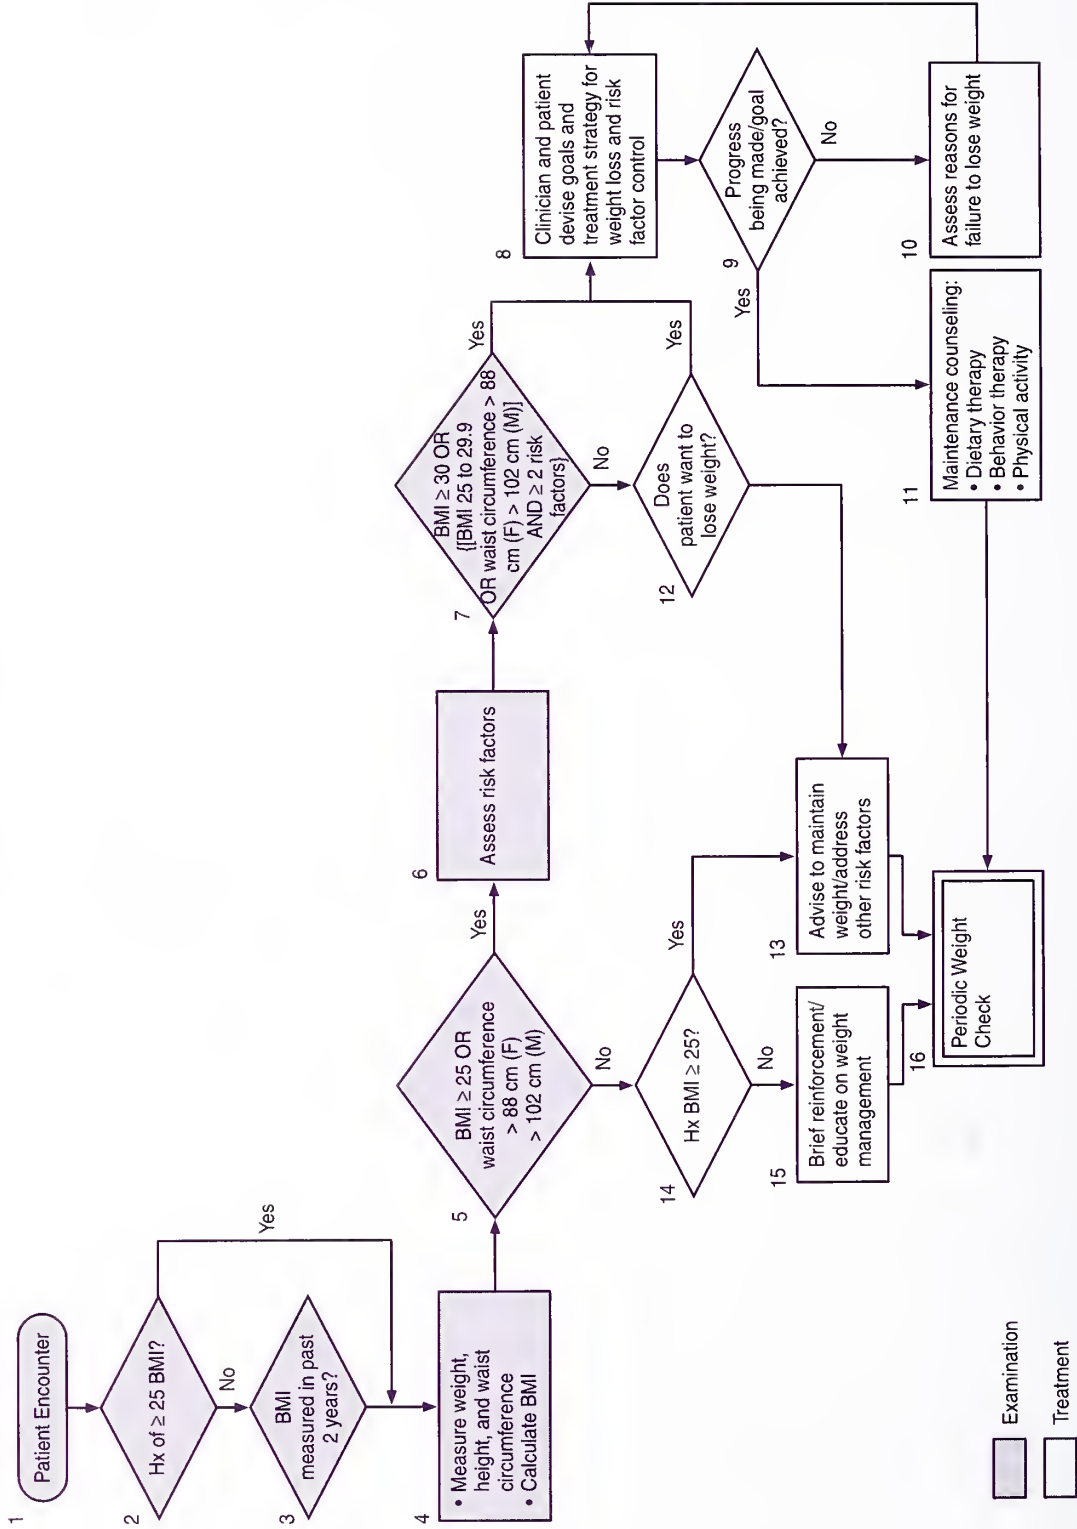 1
Patient Encounter
2
Hx of ≥ 25 BMI?
Yes
No
3
BMI
measured in past
2 years?
4
• Measure weight,
height, and waist
circumference
• Calculate BMI
5
BMI ≥ 25 OR
waist circumference
> 88 cm (F)
> 102 cm (M)
Yes
No
6
Assess risk factors
7
BMI ≥ 30 OR
{[BMI 25 to 29.9
OR waist circumference > 88
cm (F) > 102 cm (M)]
AND ≥ 2 risk
factors}
Yes
No
8
Clinician and patient
devise goals and
treatment strategy for
weight loss and risk
factor control
9
Progress
being made/goal
achieved?
Yes
No
10
Assess reasons for
failure to lose weight
11
Maintenance counseling:
• Dietary therapy
• Behavior therapy
• Physical activity
12
Does
patient want to
lose weight?
Yes
13
Advise to maintain
weight/address
other risk factors
14
Hx BMI ≥ 25?
Yes
No
15
Brief reinforcement/
educate on weight
management
16
Periodic Weight
Check
Examination
Treatment